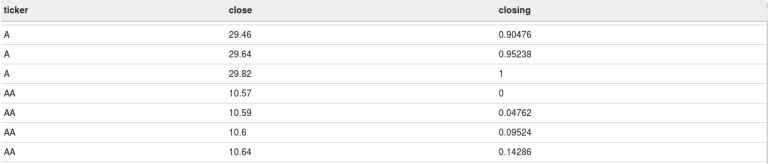 ticker close closing
A 29.46 0.90476
A 29.64 0.95238
A 29.82 1
AA 10.57 0
AA 10.59 0.04762
AA 10.6 0.09524
AA 10.64 0.14286